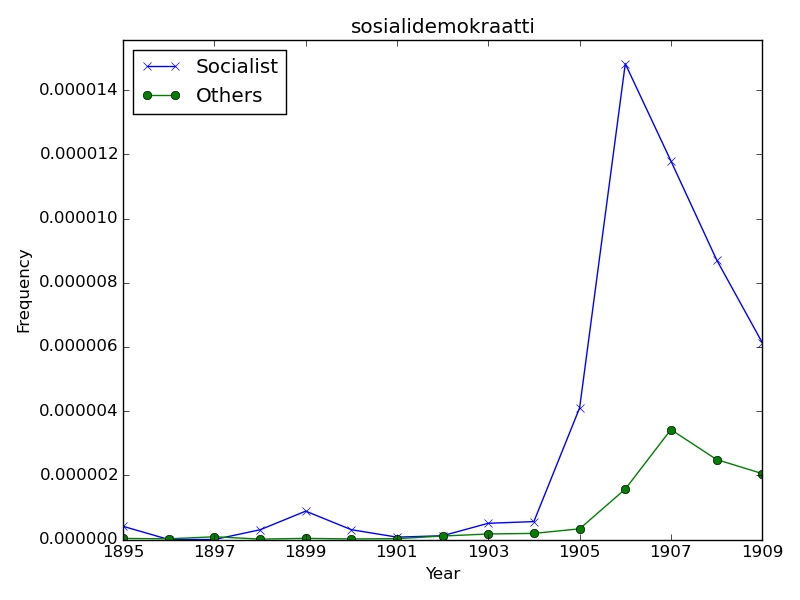 sosialidemokraatti
Socialist
Others
0.000014
0.000012
0.000010
0.000008
0.000006
0.000004
0.000002
0.000000
Frequency
1895 1897 1899 1901 1903 1905 1907 1909
Year